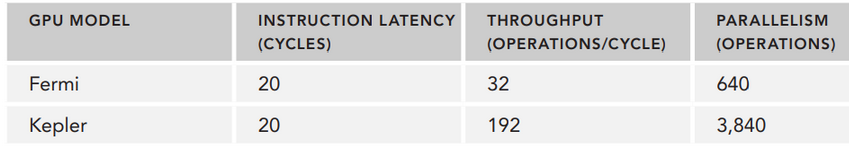 GPU MODEL INSTRUCTION LATENCY (CYCLES) THROUGHPUT (OPERATIONS/CYCLE) PARALLELISM (OPERATIONS)
Fermi 20 32 640
Kepler 20 192 3,840